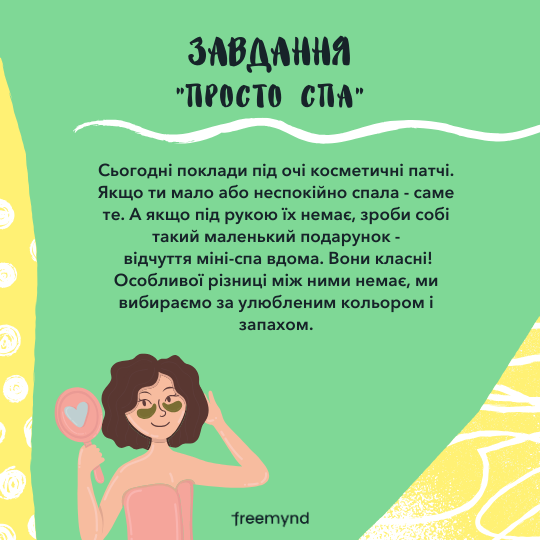 ЗАВДАННЯ
"ПРОСТО СПА"
Сьогодні поклади під очі косметичні патчі.
Якщо ти мало або неспокійно спала - саме
те. А якщо під рукою їх немає, зроби собі
такий маленький подарунок -
відчуття міні-спа вдома. Вони класні!
Особливої різниці між ними немає, ми
вибираємо за улюбленим кольором і
запахом.
freemynd